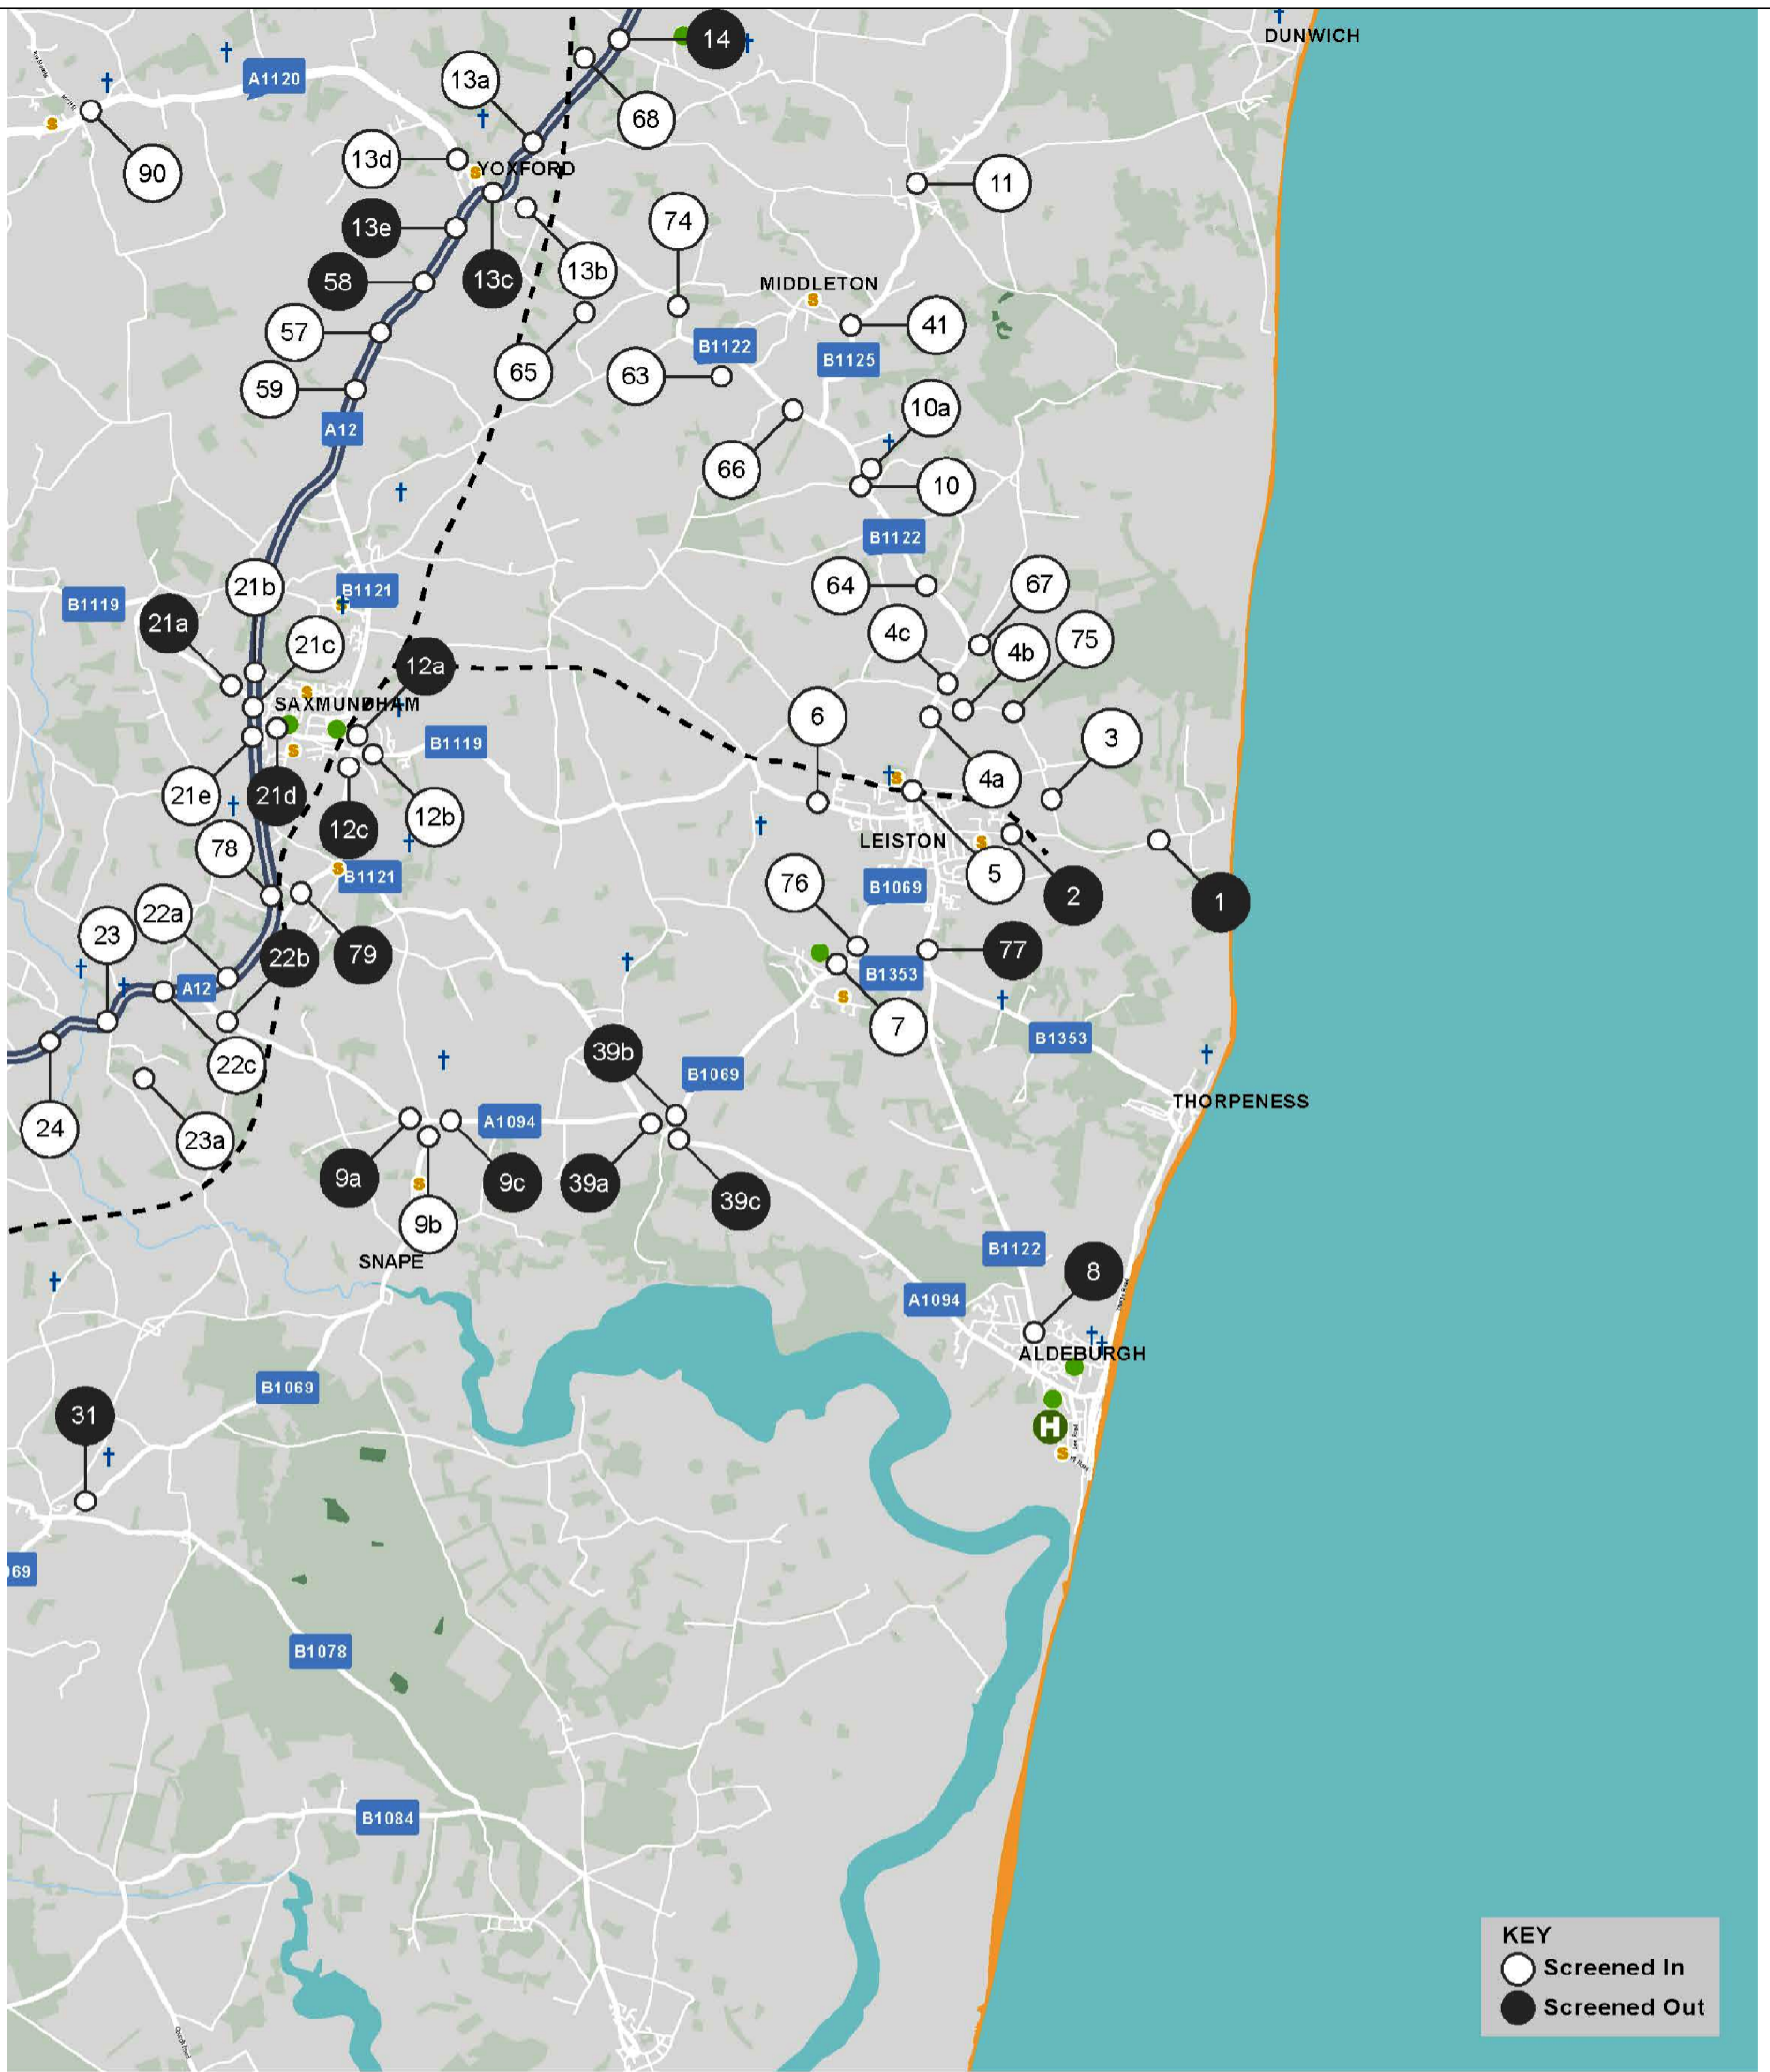 DUNWICH
14
A1120
13a
68
90
13d
YOXFORD
11
74
13e
13c
13b
58
MIDDLETON
57
41
B1122
B1125
65
63
59
10a
A12
66
10
B1122
21b
B1121
64
67
B1119
21a
21c
4c
4b
75
12a
SAXMUNDHAM
6
3
B1119
4a
21e
21d
12b
12c
LEISTON
78
B1121
5
76
B1069
2
1
22a
23
22b
79
77
B1353
A12
7
B1353
39b
22c
B1069
THORPENESS
24
A1094
23a
9a
9c
39a
39c
9b
B1122
SNAPE
8
A1094
ALDEBURGH
B1069
31
H
069
B1078
B1084
KEY
Screened In
Screened Out